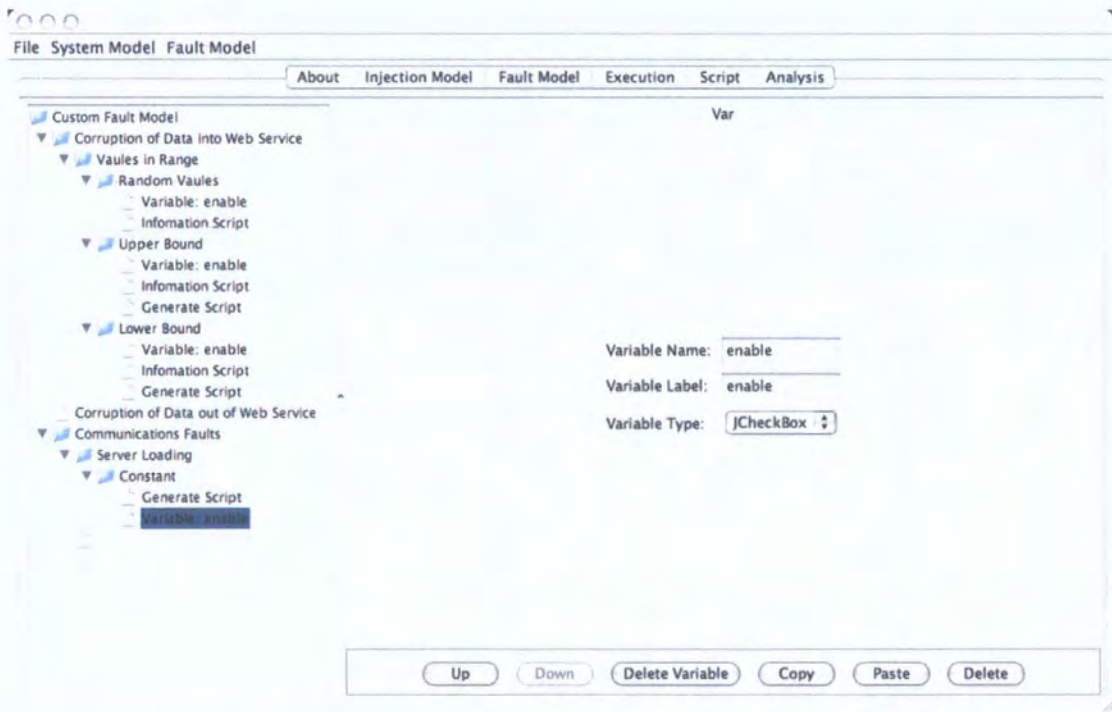 File System Model Fault Model
About Injection Model Fault Model Execution Script Analysis
Custom Fault Model
Corruption of Data into Web Service
Vaules in Range
Random Vaules
Variable: enable
Infomation Script
Upper Bound
Variable: enable
Infomation Script
Generate Script
Lower Bound
Variable: enable
Infomation Script
Generate Script
Corruption of Data out of Web Service
Communications Faults
Server Loading
Constant
Generate Script
Variable: enable
Var
Variable Name: enable
Variable Label: enable
Variable Type: JCheckBox
Up Down Delete Variable Copy Paste Delete